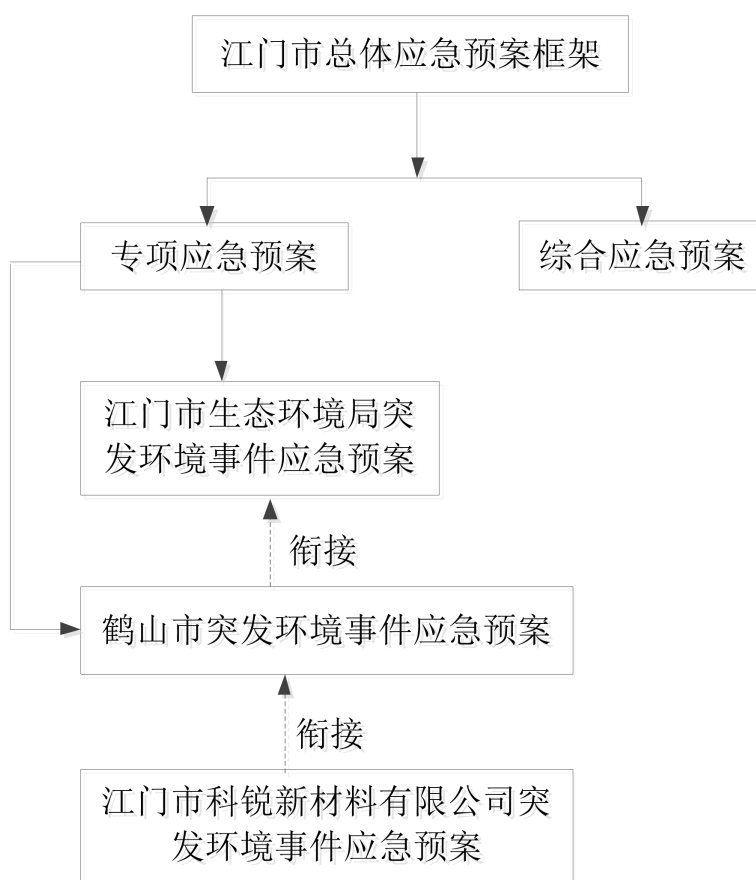 江门市总体应急预案框架
专项应急预案
综合应急预案
江门市生态环境局突
发环境事件应急预案
衔接
鹤山市突发环境事件应急预案
衔接
江门市科锐新材料有限公司突
发环境事件应急预案